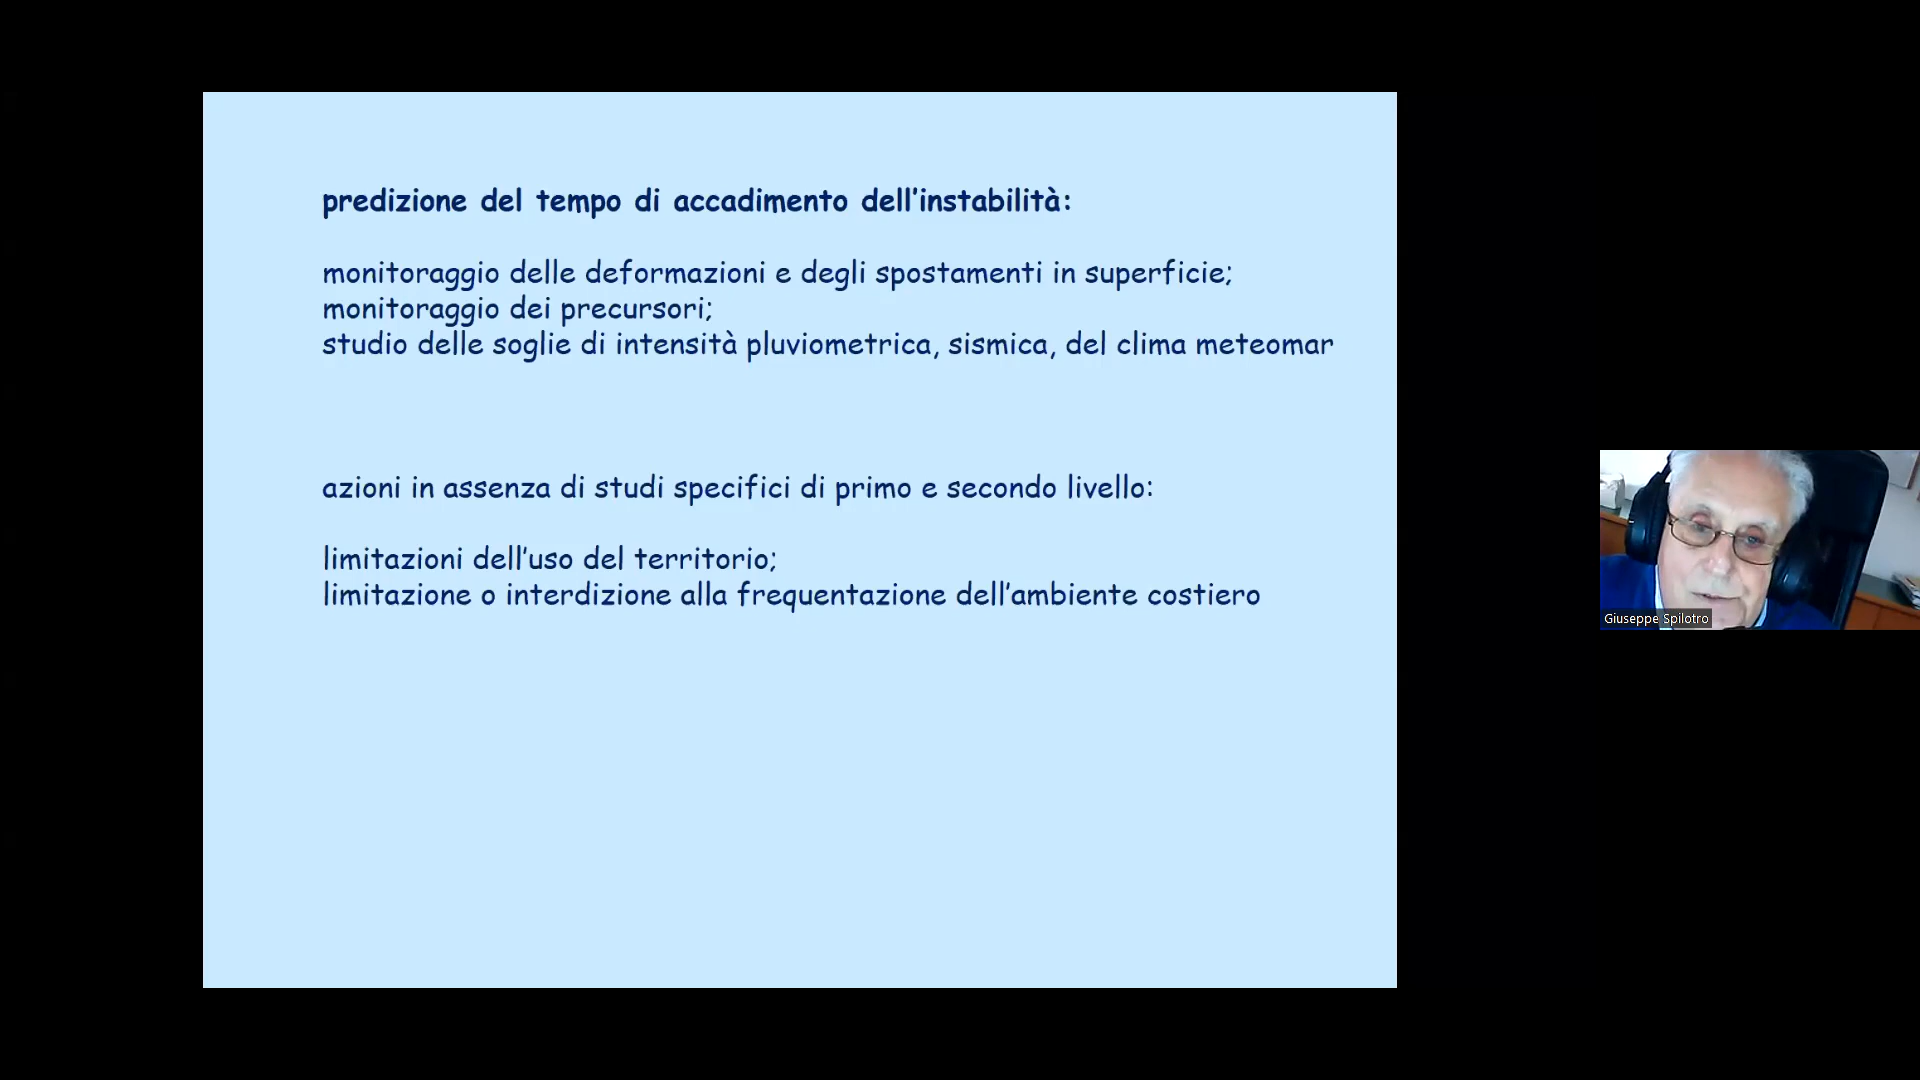 predizione del tempo di accadimento dell'instabilità:
monitoraggio delle deformazioni e degli spostamenti in superficie;
monitoraggio dei precursori;
studio delle soglie di intensità pluviometrica, sismica, del clima meteomar
azioni in assenza di studi specifici di primo e secondo livello:
limitazioni dell'uso del territorio;
limitazione o interdizione alla frequentazione dell'ambiente costiero
Giuseppe Spilotro